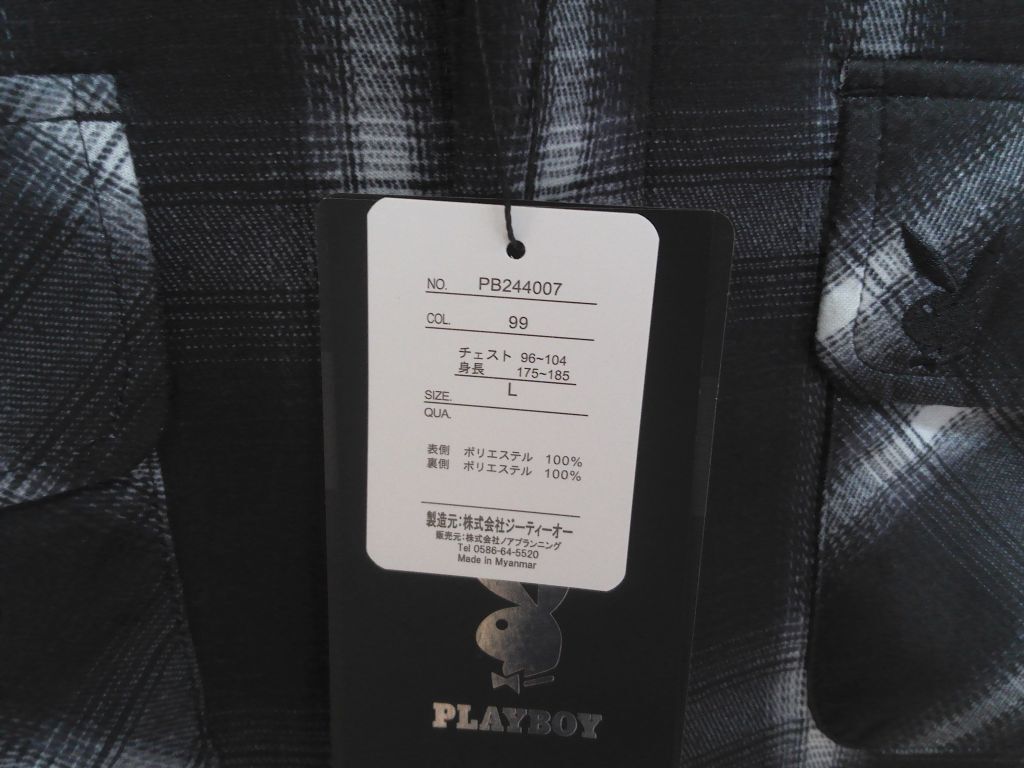 NO. PB244007
COL. 99
チェスト 96~104
身長 175~185
SIZE. L
QUA.
表側 ポリエステル 100%
裏側 ポリエステル 100%
製造元:株式会社ジーティーオー
販売元:株式会社ノアプランニング
Tel 0586-64-5520
Made in Myanmar
PLAYBOY